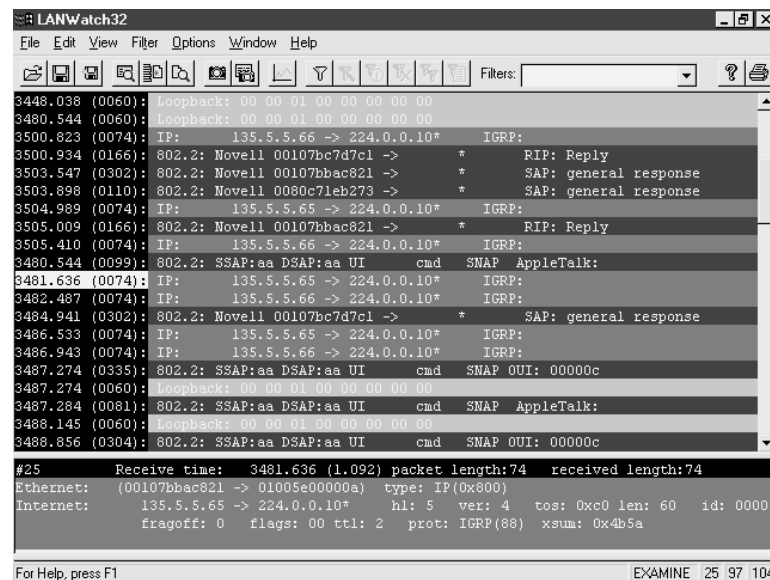 LANWatch32
File Edit View Filter Options Window Help
Filters:
3448.038 (0060): Loopback: 00 00 01 00 00 00 00 00
3480.544 (0060): Loopback: 00 00 01 00 00 00 00 00
3500.823 (0074): IP: 135.5.5.66 -> 224.0.0.10* IGRP:
3500.934 (0166): 802.2: Novell 00107bc7d7c1 -> * RIP: Reply
3503.547 (0302): 802.2: Novell 00107bbac821 -> * SAP: general response
3503.898 (0110): 802.2: Novell 0080c71eb273 -> * SAP: general response
3504.989 (0074): IP: 135.5.5.65 -> 224.0.0.10* IGRP:
3505.009 (0166): 802.2: Novell 00107bbac821 -> * RIP: Reply
3505.410 (0074): IP: 135.5.5.66 -> 224.0.0.10* IGRP:
3480.544 (0099): 802.2: SSAP:aa DSAP:aa UI cmd SNAP AppleTalk:
3481.636 (0074): IP: 135.5.5.65 -> 224.0.0.10* IGRP:
3482.487 (0074): IP: 135.5.5.66 -> 224.0.0.10* IGRP:
3484.941 (0302): 802.2: Novell 00107bc7d7c1 -> * SAP: general response
3486.533 (0074): IP: 135.5.5.65 -> 224.0.0.10* IGRP:
3486.943 (0074): IP: 135.5.5.66 -> 224.0.0.10* IGRP:
3487.274 (0335): 802.2: SSAP:aa DSAP:aa UI cmd SNAP OUI: 00000c
3487.274 (0060): Loopback: 00 00 01 00 00 00 00 00
3487.284 (0081): 802.2: SSAP:aa DSAP:aa UI cmd SNAP AppleTalk:
3488.145 (0060): Loopback: 00 00 01 00 00 00 00 00
3488.856 (0304): 802.2: SSAP:aa DSAP:aa UI cmd SNAP OUI: 00000c
#25 Receive time: 3481.636 (1.092) packet length:74 received length:74
Ethernet: (00107bbac821 -> 01005e00000a) type: IP(0x800)
Internet: 135.5.5.65 -> 224.0.0.10* hl: 5 ver: 4 tos: 0xc0 len: 60 id: 0000
fragoff: 0 flags: 00 ttl: 2 prot: IGRP(88) xsum: 0x4b5a
For Help, press F1 EXAMINE 25 97 104